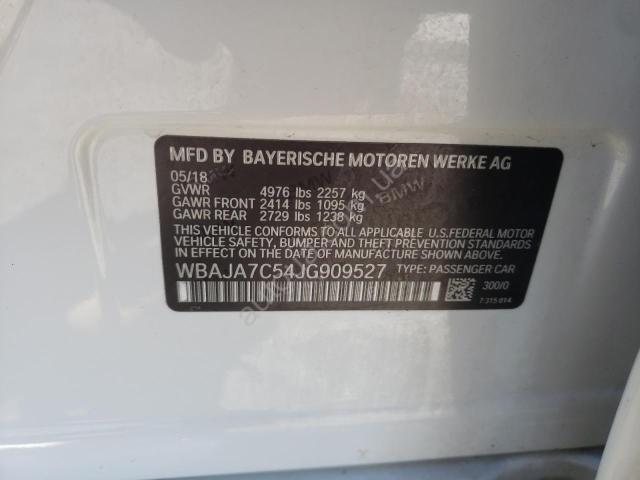 MFD BY BAYERISCHE MOTOREN WERKE AG
05/18
GVWR 4976 lbs 2257 kg
GAWR FRONT 2414 lbs 1095 kg
GAWR REAR 2729 lbs 1238 kg
THIS VEHICLE CONFORMS TO ALL APPLICABLE U.S.FEDERAL MOTOR
VEHICLE SAFETY, BUMPER AND THEFT PREVENTION STANDARDS
IN EFFECT ON THE DATE OF MANUFACTURE SHOWN ABOVE.
WBAJA7C54JG909527 TYPE: PASSENGER CAR
300/0
7 315 614
BMW